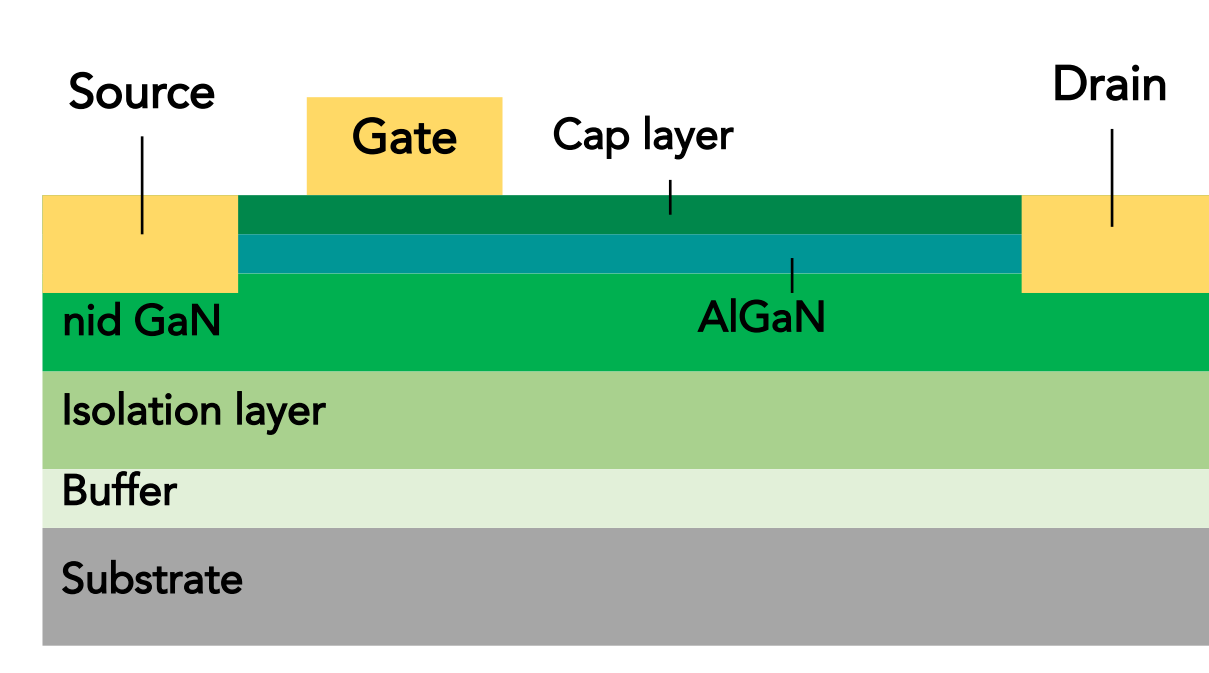 Source
Drain
Gate
Cap layer
nid GaN
AlGaN
Isolation layer
Buffer
Substrate